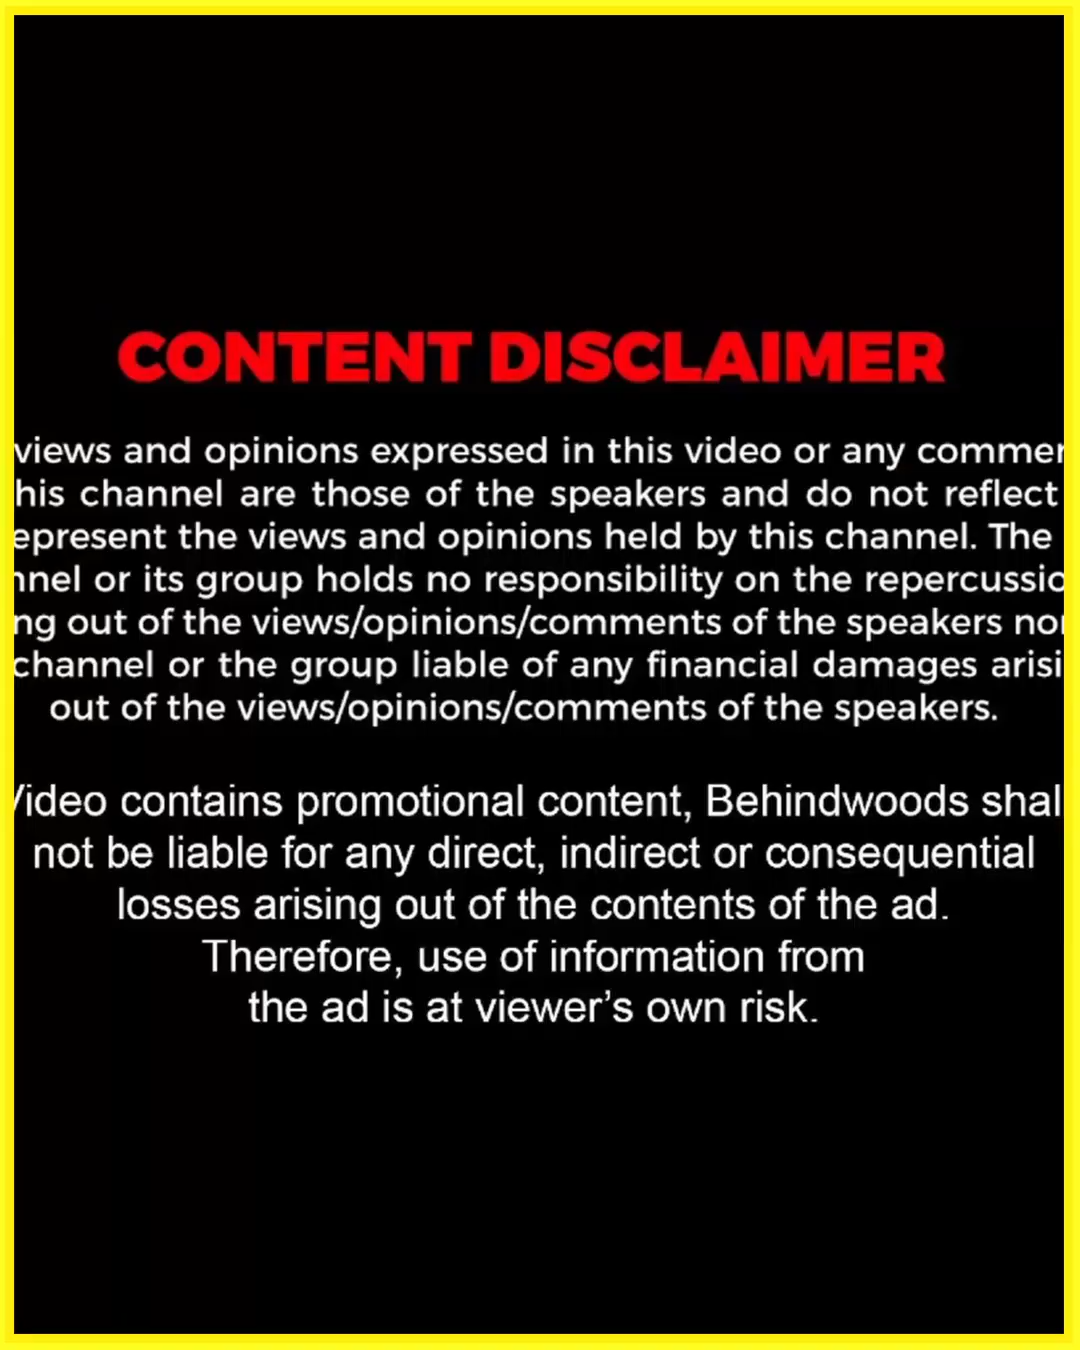 CONTENT DISCLAIMER
views and opinions expressed in this video or any
his channel are those of the speakers and do not reflect
epresent the views and opinions held by this channel. The
nel or its group holds no responsibility on the
ng out of the views/opinions/comments of the speakers
channel or the group liable of any financial damages arisi
out of the views/opinions/comments of the speakers.
Video contains promotional content, Behindwoods shal
not be liable for any direct, indirect or consequential
losses arising out of the contents of the ad.
Therefore, use of information from
the ad is at viewer's own risk.